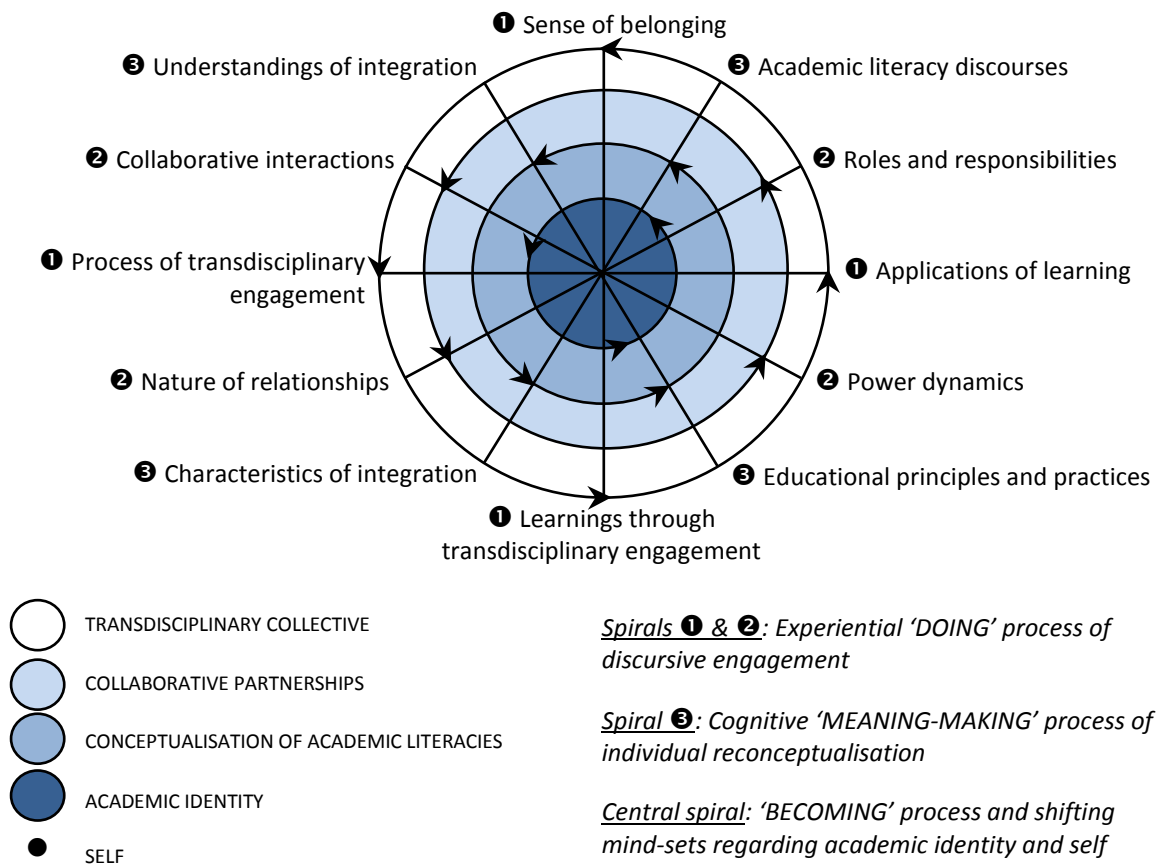 ❶ Sense of belonging
❸ Understandings of integration
❸ Academic literacy discourses
❷ Collaborative interactions
❷ Roles and responsibilities
❶ Process of transdisciplinary
engagement
❶ Applications of learning
❷ Nature of relationships
❷ Power dynamics
❸ Characteristics of integration
❸ Educational principles and practices
❶ Learnings through
transdisciplinary engagement
TRANSDISCIPLINARY COLLECTIVE
COLLABORATIVE PARTNERSHIPS
CONCEPTUALISATION OF ACADEMIC LITERACIES
ACADEMIC IDENTITY
SELF
Spirals ❶ & ❷: Experiential ‘DOING’ process of
discursive engagement
Spiral ❸: Cognitive ‘MEANING-MAKING’ process of
individual reconceptualisation
Central spiral: ‘BECOMING’ process and shifting
mind-sets regarding academic identity and self